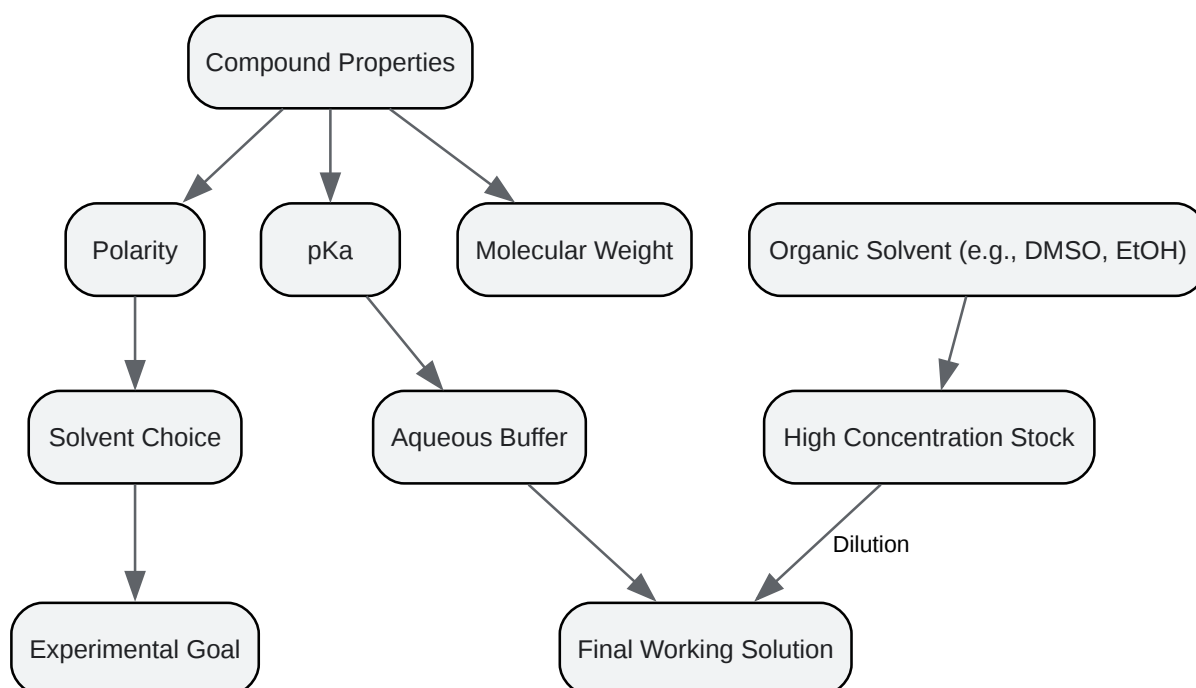 Compound Properties
Polarity
pKa
Molecular Weight
Organic Solvent (e.g., DMSO, EtOH)
Solvent Choice
Aqueous Buffer
High Concentration Stock
Dilution
Experimental Goal
Final Working Solution